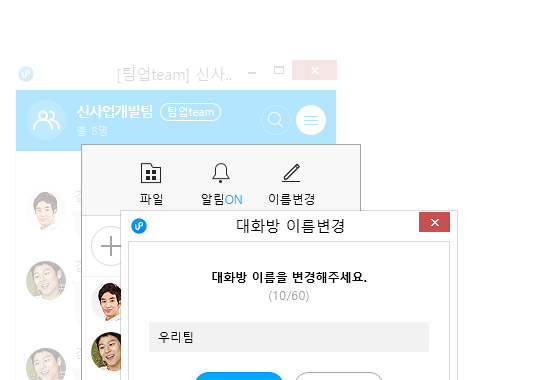 [팀업team] 신사..
신사업개발팀 팀업team
총 8명
파일 알림ON 이름변경
대화방 이름변경
대화방 이름을 변경해주세요.
(10/60)
우리팀